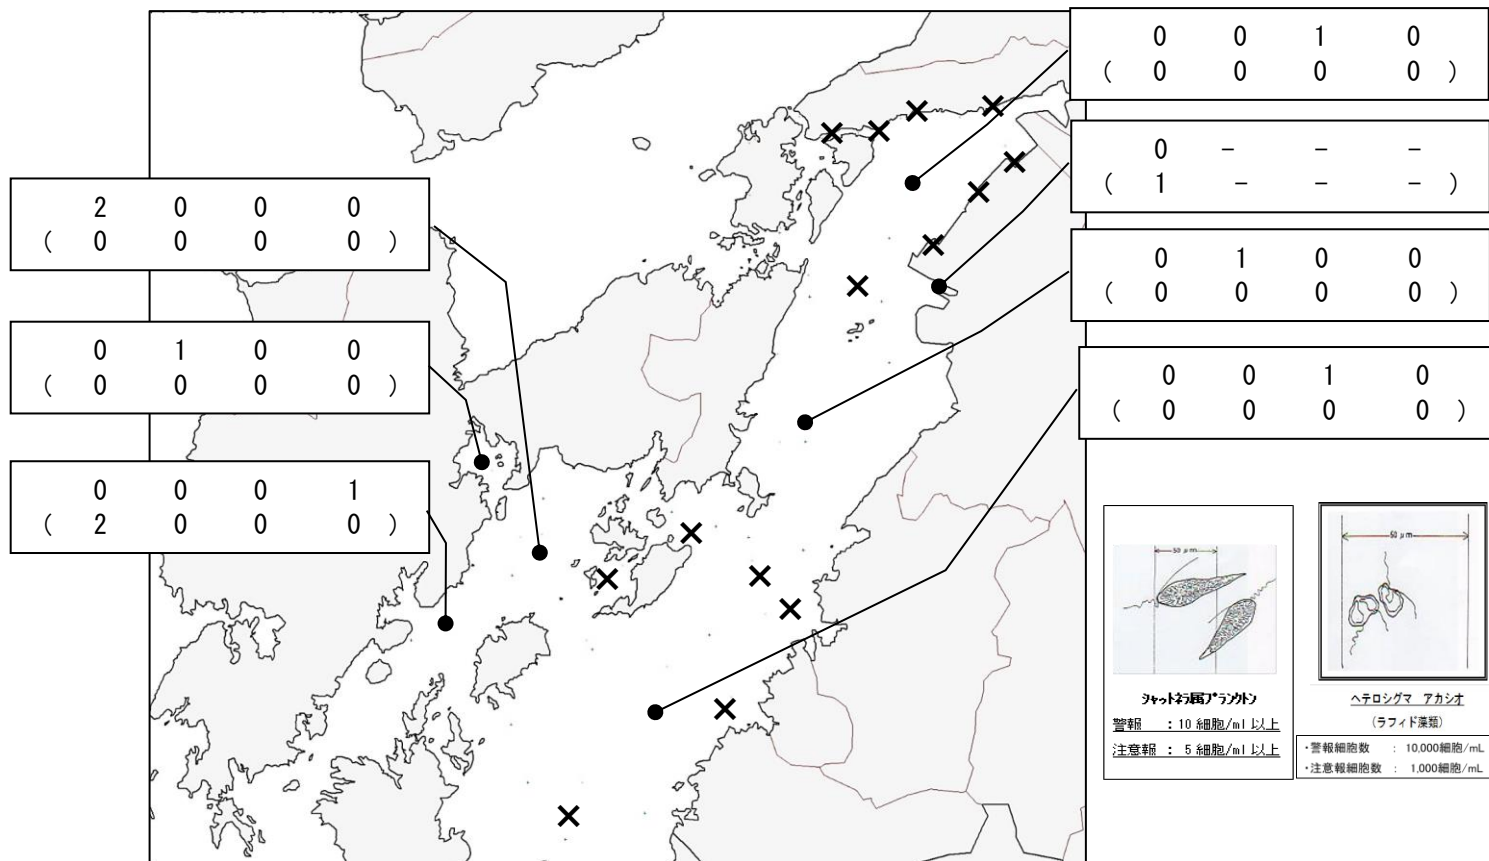 2 0 0 0
( 0 0 0 0 )
0 1 0 0
( 0 0 0 0 )
0 0 0 1
( 2 0 0 0 )
0 0 1 0
( 0 0 0 0 )
0 - - -
( 1 - - - )
0 1 0 0
( 0 0 0 0 )
0 0 1 0
( 0 0 0 0 )
50 μm
シャットネラ属プランクトン
警報 : 10 細胞/ml 以上
注意報 : 5 細胞/ml 以上
50 μm
ヘテロシグマ アカシオ
(ラフィド藻類)
・警報細胞数 : 10,000細胞/mL
・注意報細胞数 : 1,000細胞/mL